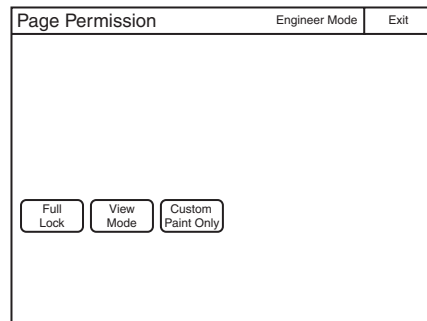 Page Permission Engineer Mode Exit
Full Lock
View Mode
Custom Paint Only